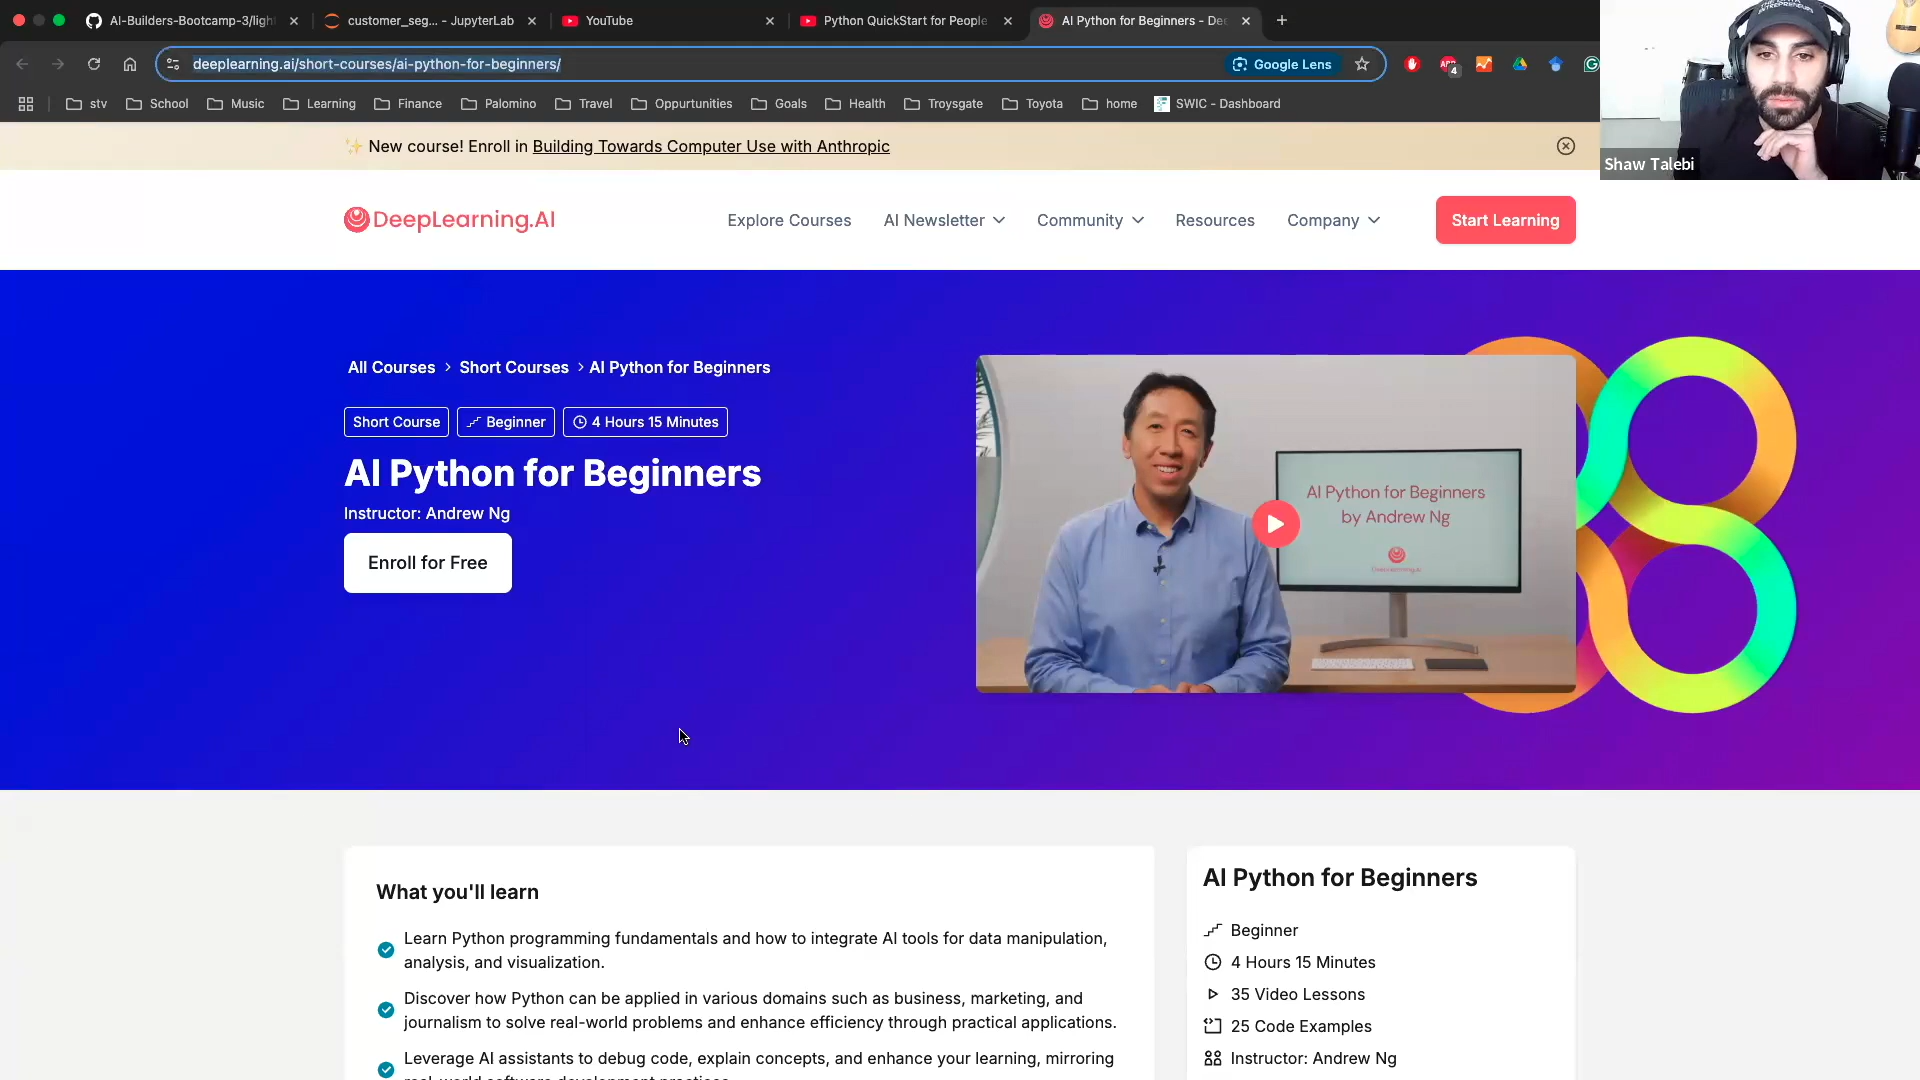 AI-Builders-Bootcamp-3/light
customer_seg... - JupyterLab
YouTube
Python QuickStart for People
AI Python for Beginners - Dee
deeplearning.ai/short-courses/ai-python-for-beginners/
Google Lens
4
stv
School
Music
Learning
Finance
Palomino
Travel
Oppurtunities
Goals
Health
Troysgate
Toyota
home
SWIC - Dashboard
Shaw Talebi
New course! Enroll in Building Towards Computer Use with Anthropic
DeepLearning.AI
Explore Courses
AI Newsletter
Community
Resources
Company
Start Learning
All Courses > Short Courses > AI Python for Beginners
Short Course
Beginner
4 Hours 15 Minutes
AI Python for Beginners
Instructor: Andrew Ng
Enroll for Free
AI Python for Beginners
by Andrew Ng
DeepLearning.AI
What you'll learn
Learn Python programming fundamentals and how to integrate AI tools for data manipulation,
analysis, and visualization.
Discover how Python can be applied in various domains such as business, marketing, and
journalism to solve real-world problems and enhance efficiency through practical applications.
Leverage AI assistants to debug code, explain concepts, and enhance your learning, mirroring
AI Python for Beginners
Beginner
4 Hours 15 Minutes
35 Video Lessons
25 Code Examples
Instructor: Andrew Ng